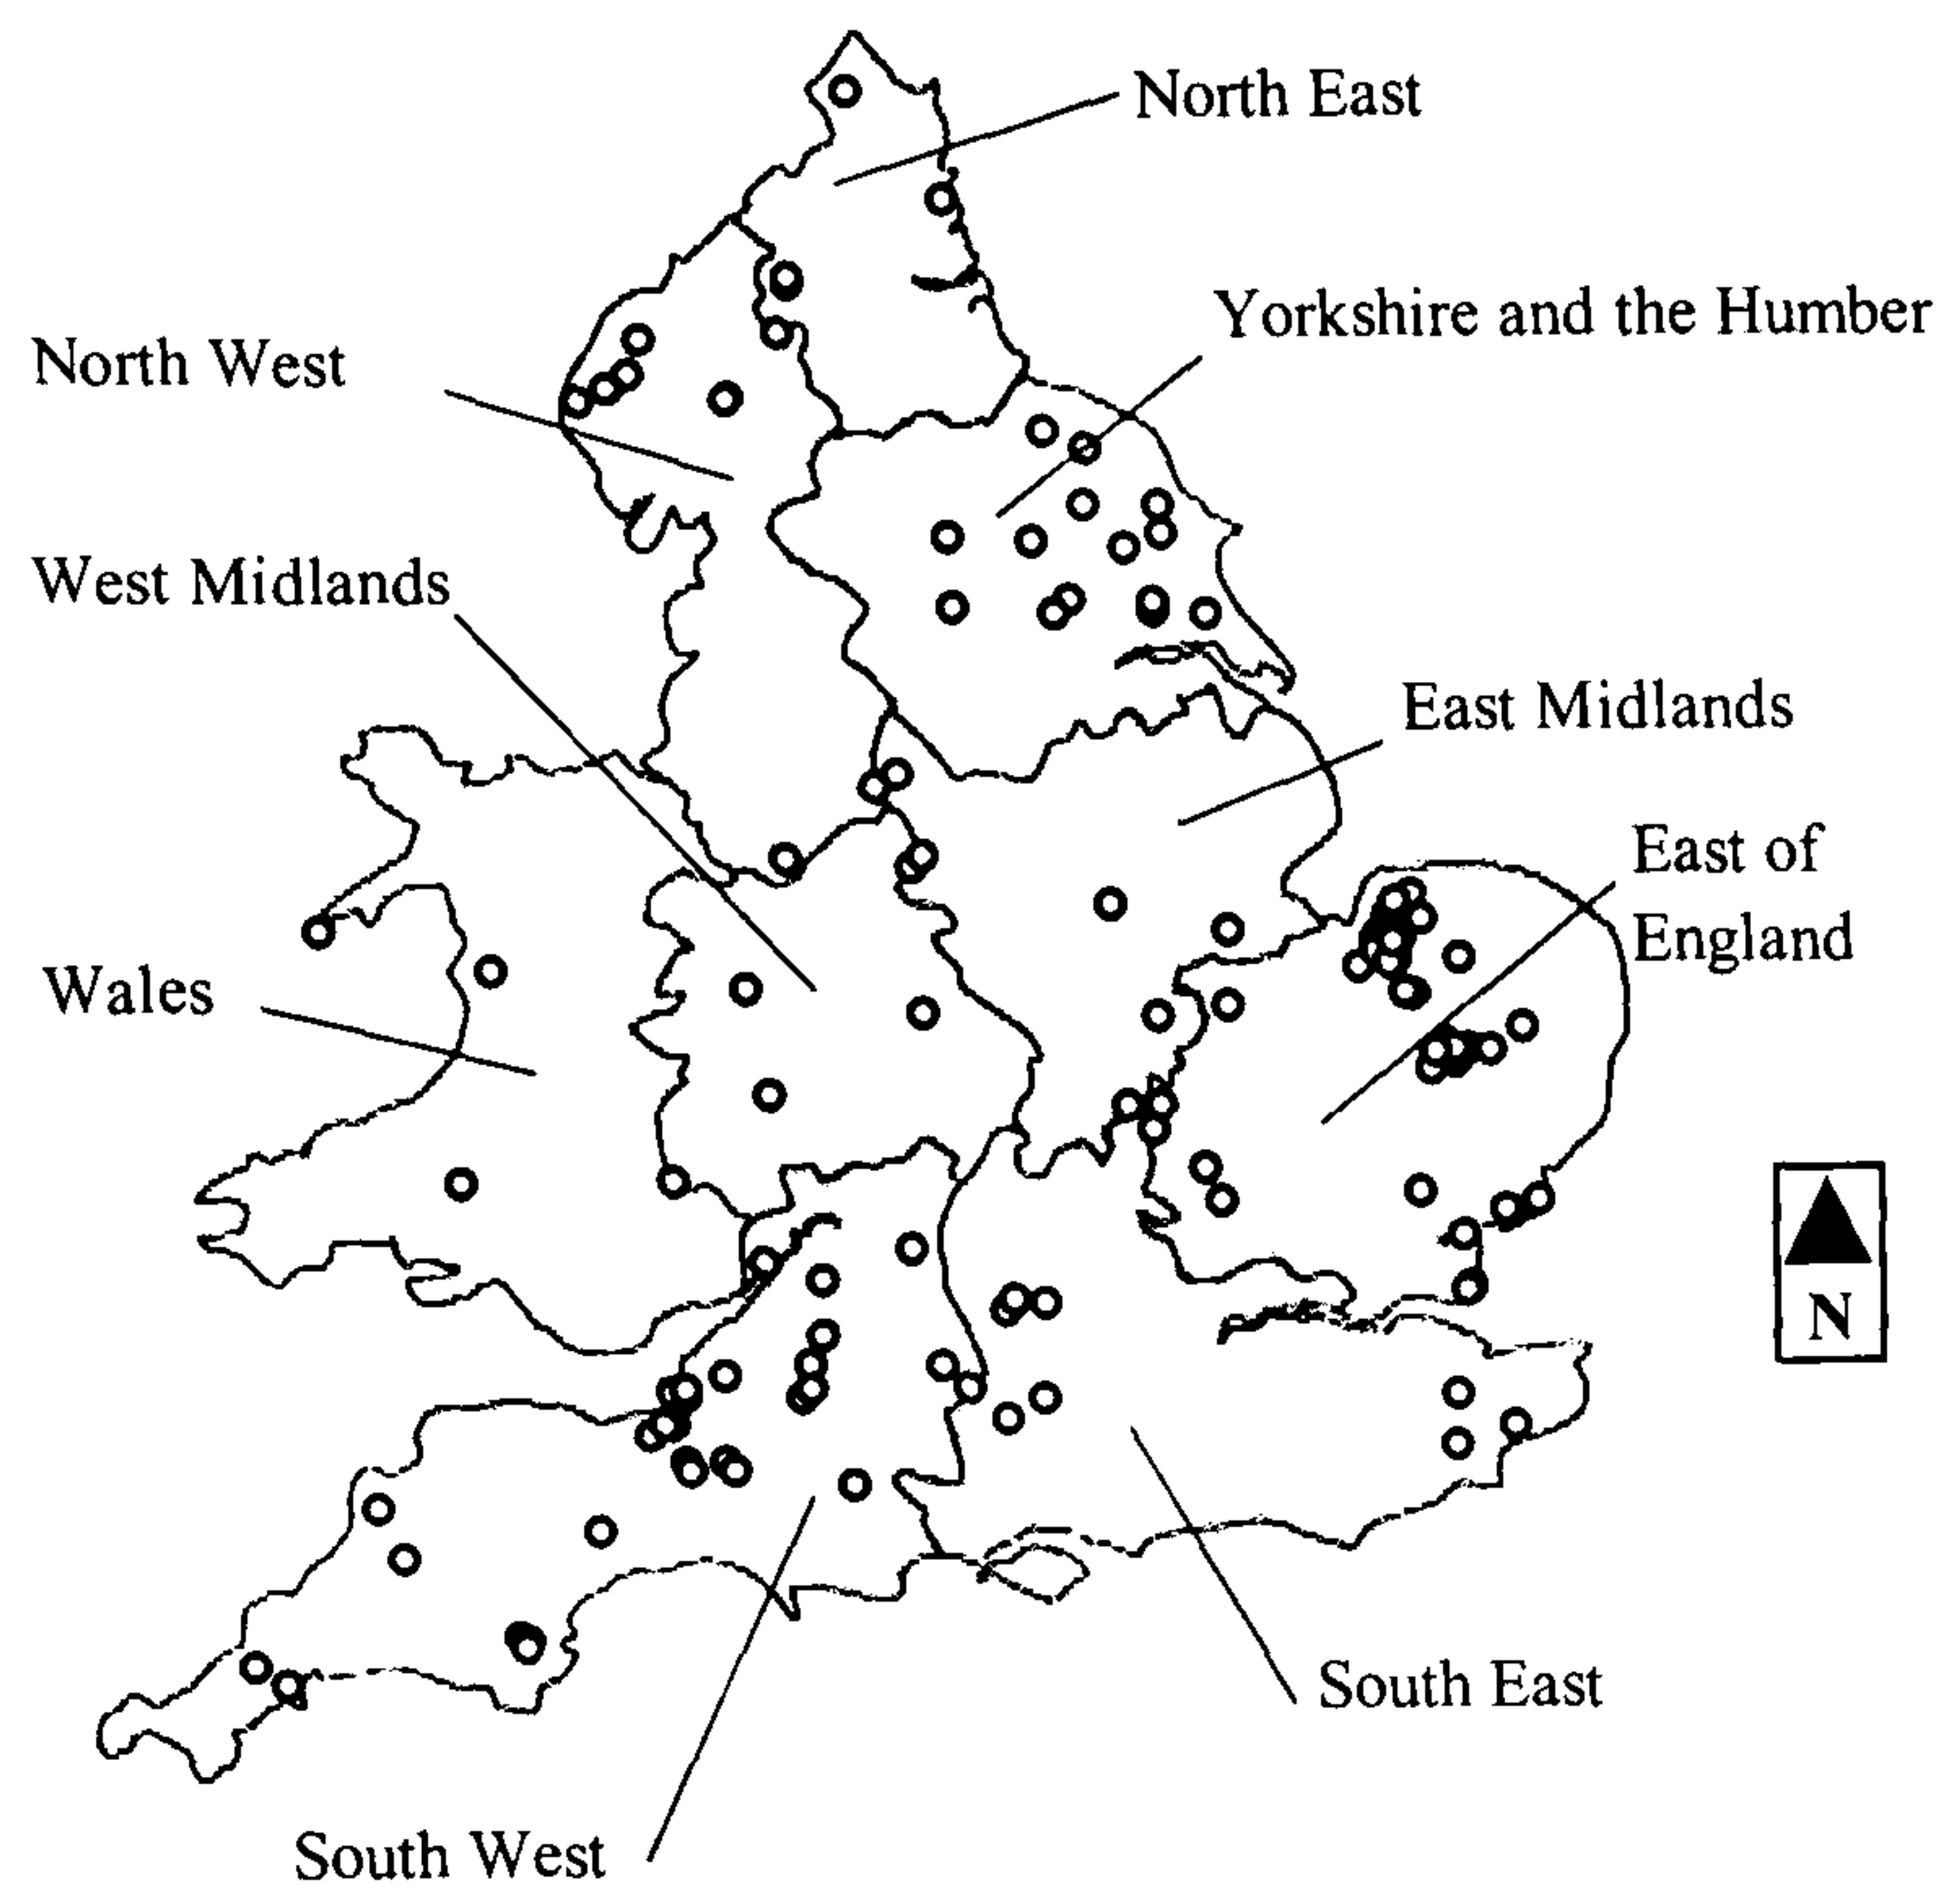 North East
Yorkshire and the Humber
North West
West Midlands
East Midlands
East of
England
Wales
N
South East
South West